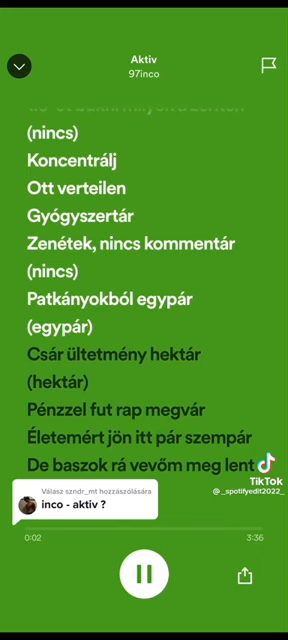 Aktiv
97inco
(nincs)
Koncentrálj
Ott verteilen
Gyógyszertár
Zenétek, nincs kommentár
(nincs)
Patkányokból egypár
(egypár)
Csár ültetmény hektár
(hektár)
Pénzzel fut rap megvár
Életemért jön itt pár szempár
De baszok rá vevőm meg lent
TikTok
@_spotifyedit2022_
Válasz szndr_mt hozzászólására
inco - aktiv ?
0:02
3:36